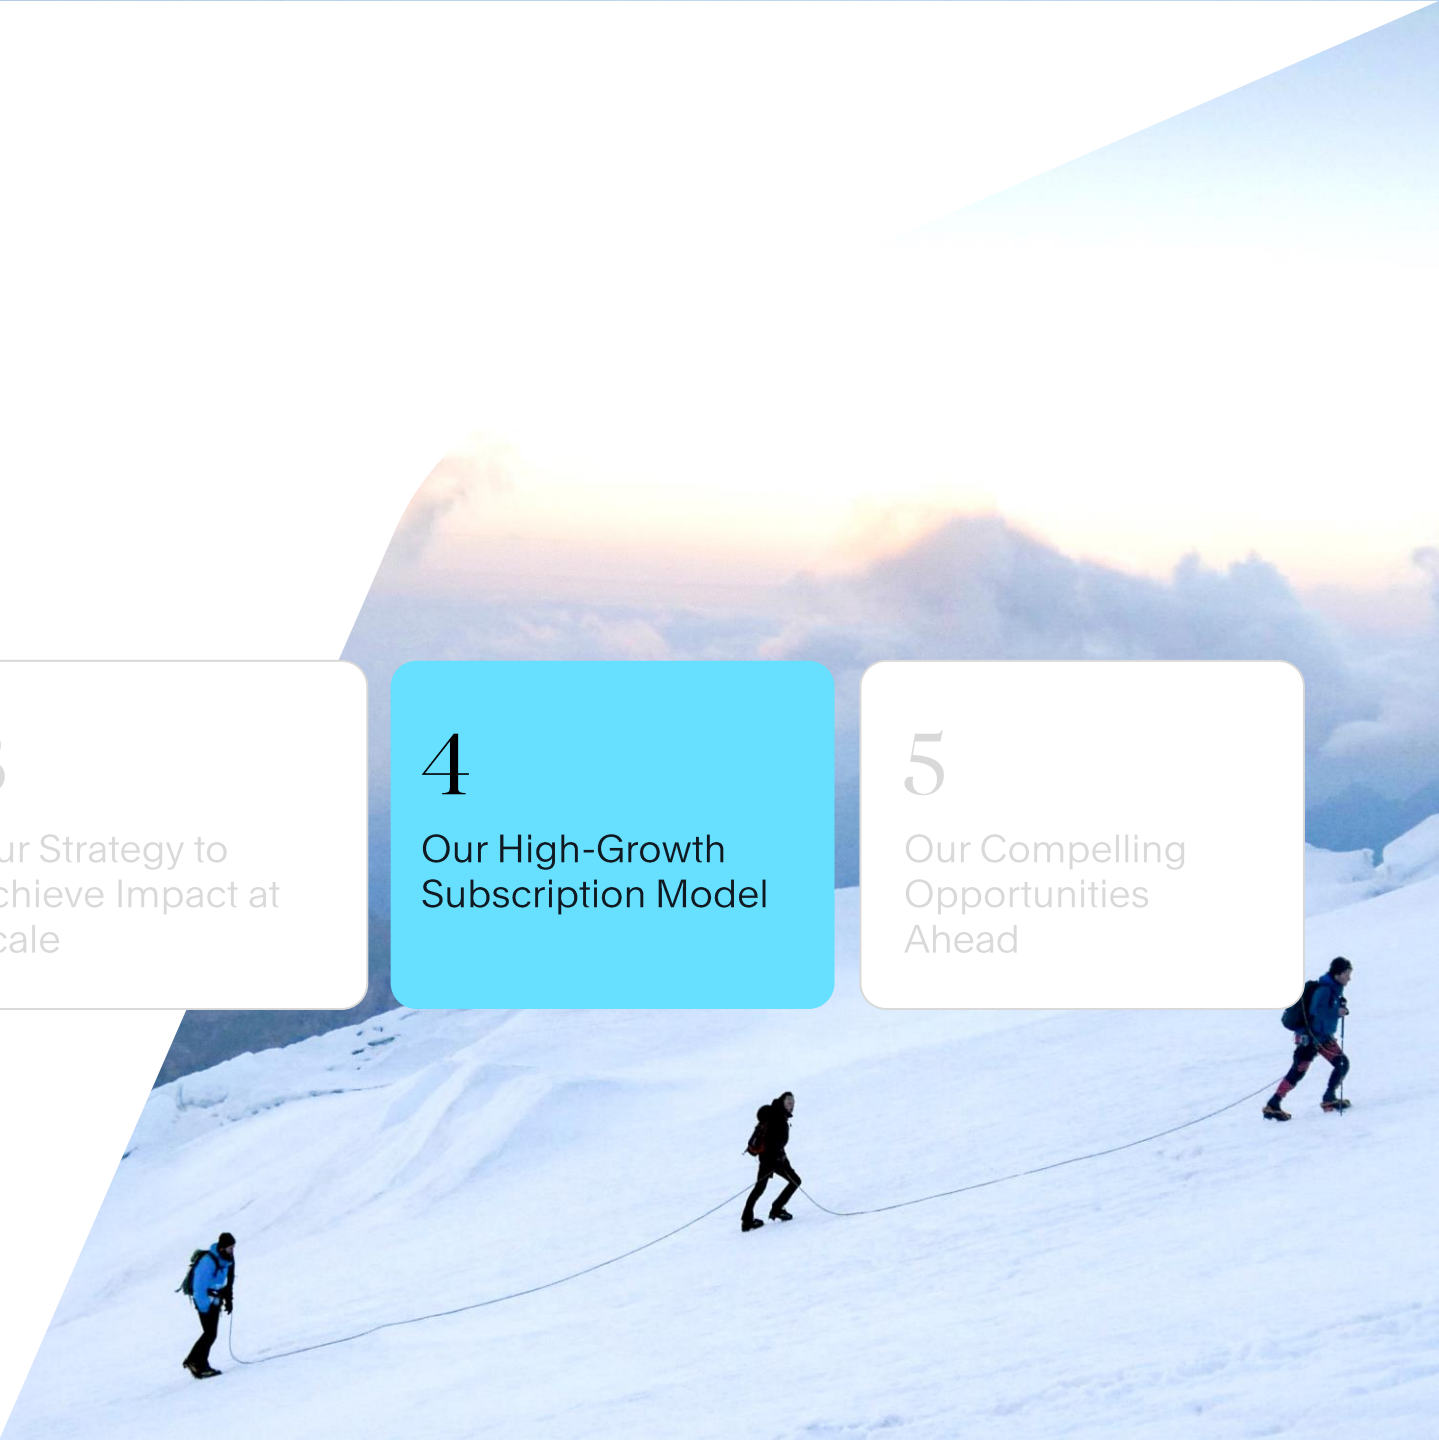 ur Strategy to
chieve Impact at
cale
4
Our High-Growth
Subscription Model
5
Our Compelling
Opportunities
Ahead